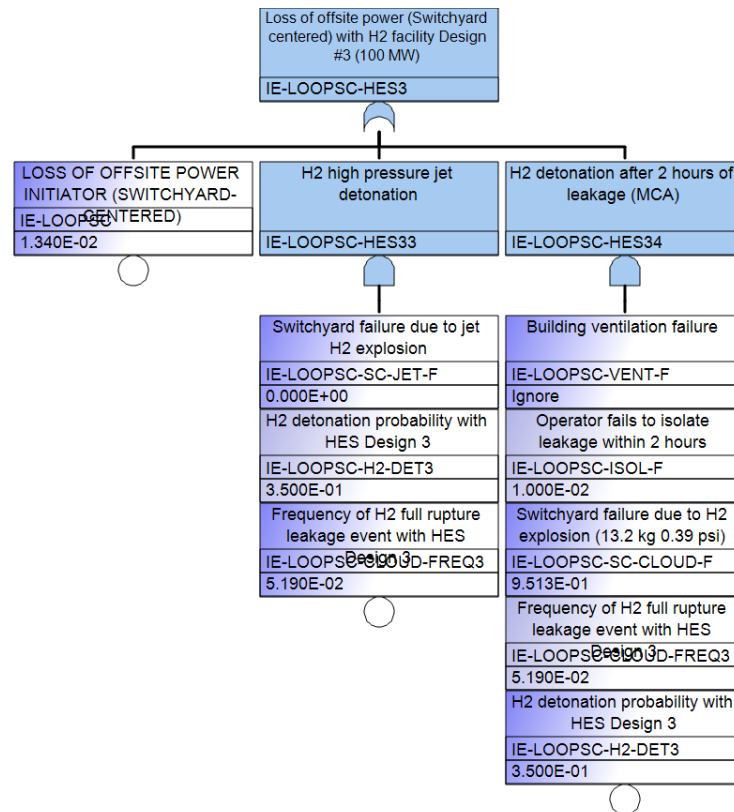 Loss of offsite power (Switchyard
centered) with H2 facility Design
#3 (100 MW)
IE-LOOPSC-HES3
LOSS OF OFFSITE POWER
INITIATOR (SWITCHYARD-
CENTERED)
IE-LOOPSC
1.340E-02
H2 high pressure jet
detonation
IE-LOOPSC-HES33
H2 detonation after 2 hours of
leakage (MCA)
IE-LOOPSC-HES34
Switchyard failure due to jet
H2 explosion
IE-LOOPSC-SC-JET-F
0.000E+00
H2 detonation probability with
HES Design 3
IE-LOOPSC-H2-DET3
3.500E-01
Frequency of H2 full rupture
leakage event with HES
Design 3
IE-LOOPSC-CLOUD-FREQ3
5.190E-02
Building ventilation failure
IE-LOOPSC-VENT-F
Ignore
Operator fails to isolate
leakage within 2 hours
IE-LOOPSC-ISOL-F
1.000E-02
Switchyard failure due to H2
explosion (13.2 kg 0.39 psi)
IE-LOOPSC-SC-CLOUD-F
9.513E-01
Frequency of H2 full rupture
leakage event with HES
Design 3
IE-LOOPSC-CLOUD-FREQ3
5.190E-02
H2 detonation probability with
HES Design 3
IE-LOOPSC-H2-DET3
3.500E-01